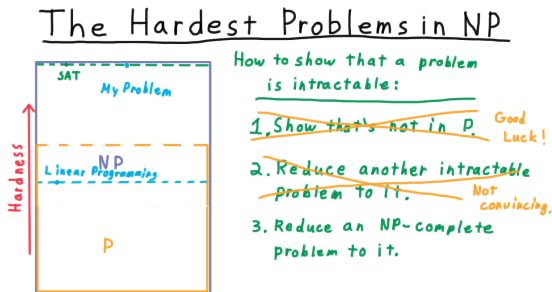 The Hardest Problems in NP
SAT
My Problem
NP
Linear Programming
P
Hardness
How to show that a problem
is intractable:
1. Show that's not in P.
Good
Luck!
2. Reduce another intractable
problem to it.
Not
convincing.
3. Reduce an NP-complete
problem to it.